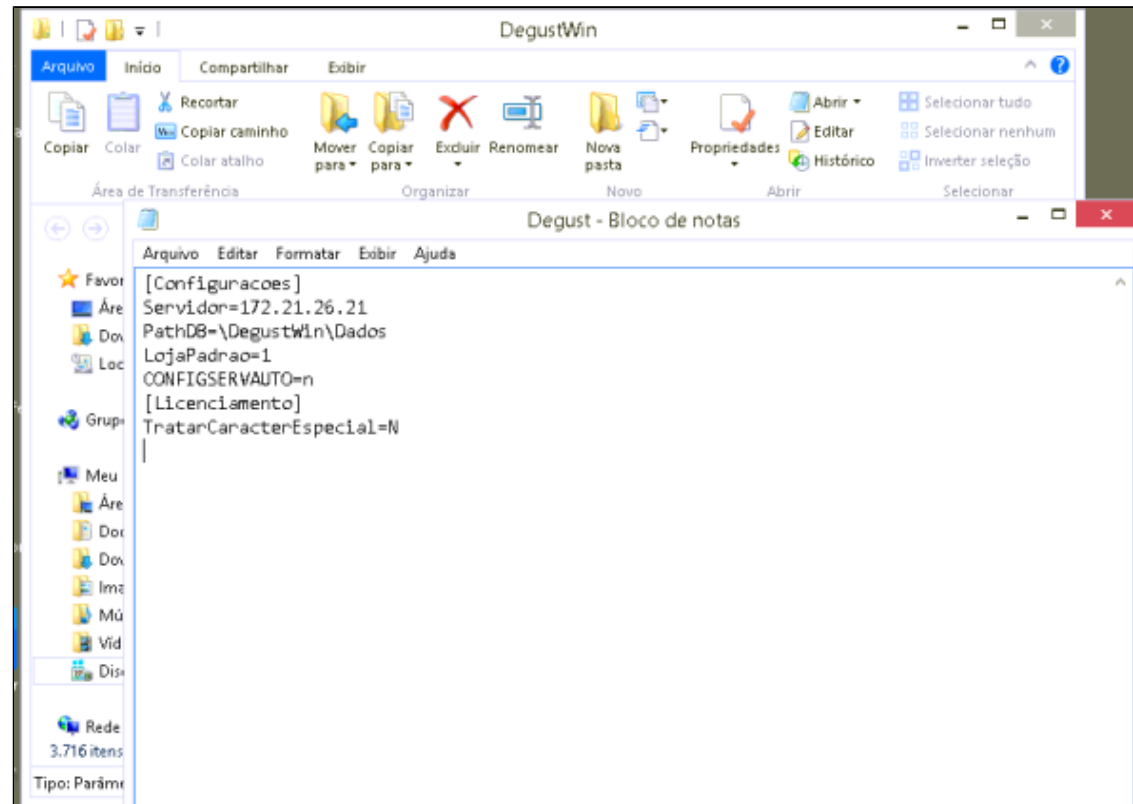 DegustWin
Arquivo Início Compartilhar Exibir
Copiar
Colar
Recortar
Copiar caminho
Colar atalho
Mover para
Copiar para
Excluir
Renomear
Nova pasta
Propriedades
Abrir
Editar
Histórico
Selecionar tudo
Selecionar nenhum
Inverter seleção
Área de Transferência Organizar Novo Abrir Selecionar
Degust - Bloco de notas
Arquivo Editar Formatar Exibir Ajuda
[Configuracoes]
Servidor=172.21.26.21
PathDB=\DegustWin\Dados
LojaPadrao=1
CONFIGSERVAUTO=n
[Licenciamento]
TratarCaracterEspecial=N
Favor
Áre
Dov
Loc
Grup
Meu
Áre
Doc
Dov
Ima
Mú
Víd
Dis
Rede
3.716 itens
Tipo: Parâme